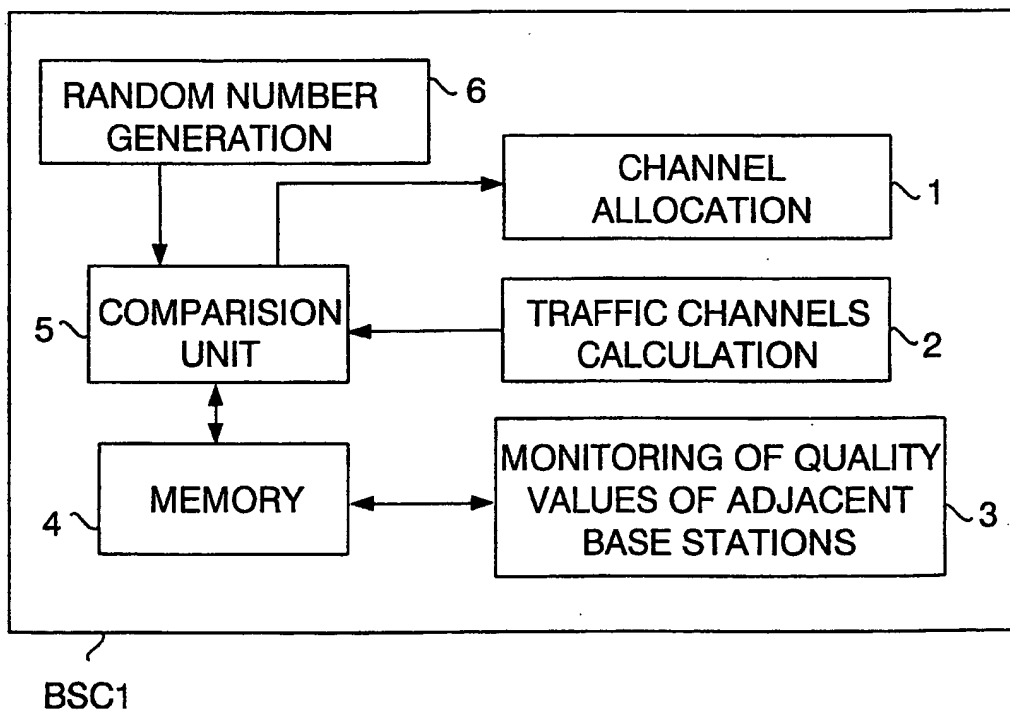 RANDOM NUMBER
GENERATION
6
CHANNEL
ALLOCATION
1
5
COMPARISION
UNIT
TRAFFIC CHANNELS
CALCULATION
2
4
MEMORY
MONITORING OF QUALITY
VALUES OF ADJACENT
BASE STATIONS
3
BSC1